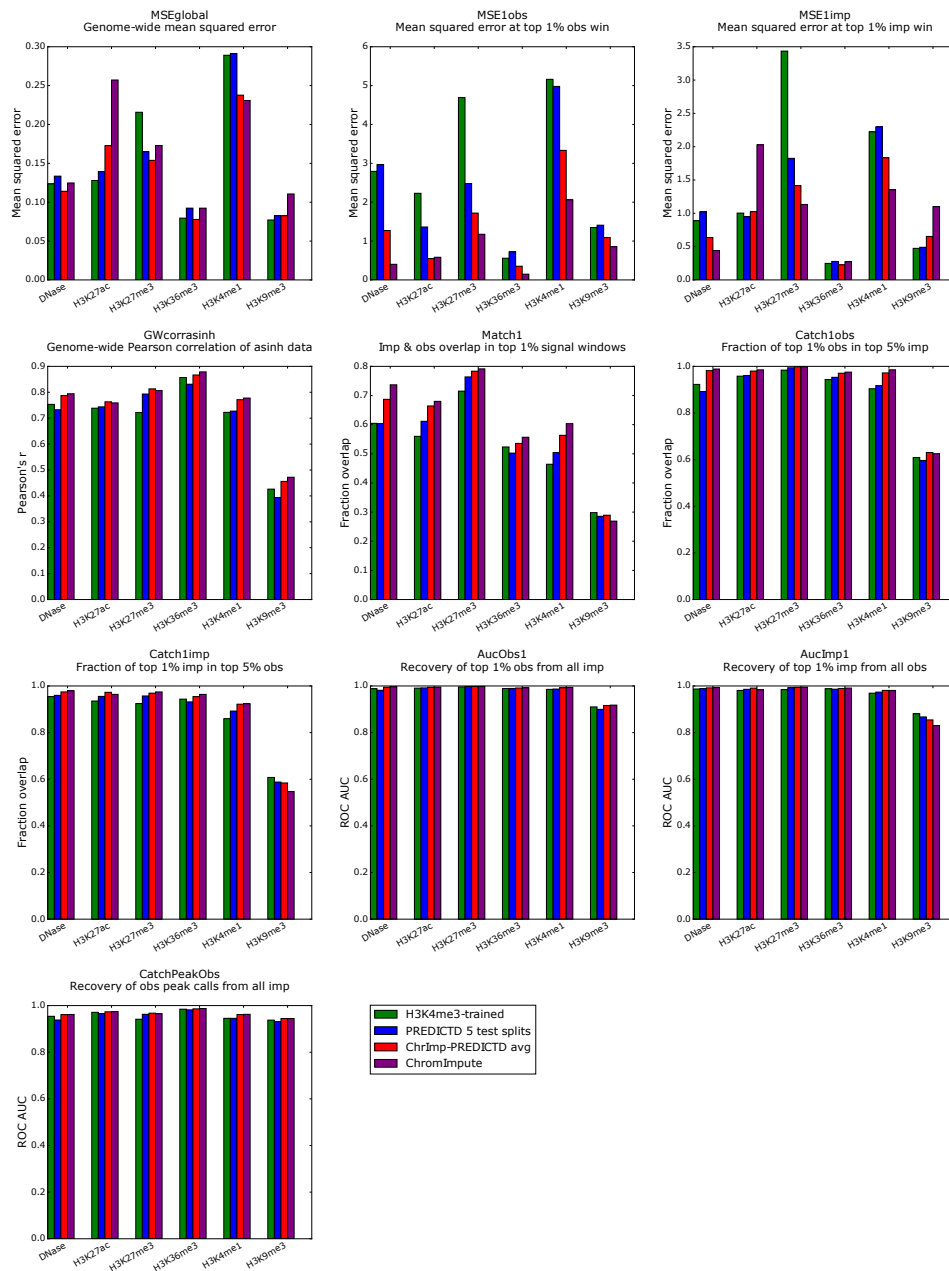 MSEglobal
Genome-wide mean squared error
Mean squared error
0.30
0.25
0.20
0.15
0.10
0.05
0.00
DNase
H3K27ac
H3K27me3
H3K36me3
H3K4me1
H3K9me3
MSE1obs
Mean squared error at top 1% obs win
Mean squared error
6
5
4
3
2
1
0
DNase
H3K27ac
H3K27me3
H3K36me3
H3K4me1
H3K9me3
MSE1imp
Mean squared error at top 1% imp win
Mean squared error
3.5
3.0
2.5
2.0
1.5
1.0
0.5
0.0
DNase
H3K27ac
H3K27me3
H3K36me3
H3K4me1
H3K9me3
GWcorrasinh
Genome-wide Pearson correlation of asinh data
Pearson's r
0.9
0.8
0.7
0.6
0.5
0.4
0.3
0.2
0.1
0.0
DNase
H3K27ac
H3K27me3
H3K36me3
H3K4me1
H3K9me3
Match1
Imp & obs overlap in top 1% signal windows
Fraction overlap
0.8
0.7
0.6
0.5
0.4
0.3
0.2
0.1
0.0
DNase
H3K27ac
H3K27me3
H3K36me3
H3K4me1
H3K9me3
Catch1obs
Fraction of top 1% obs in top 5% imp
Fraction overlap
1.0
0.8
0.6
0.4
0.2
0.0
DNase
H3K27ac
H3K27me3
H3K36me3
H3K4me1
H3K9me3
Catch1imp
Fraction of top 1% imp in top 5% obs
Fraction overlap
1.0
0.8
0.6
0.4
0.2
0.0
DNase
H3K27ac
H3K27me3
H3K36me3
H3K4me1
H3K9me3
AucObs1
Recovery of top 1% obs from all imp
ROC AUC
1.0
0.8
0.6
0.4
0.2
0.0
DNase
H3K27ac
H3K27me3
H3K36me3
H3K4me1
H3K9me3
AucImp1
Recovery of top 1% imp from all obs
ROC AUC
1.0
0.8
0.6
0.4
0.2
0.0
DNase
H3K27ac
H3K27me3
H3K36me3
H3K4me1
H3K9me3
CatchPeakObs
Recovery of obs peak calls from all imp
ROC AUC
1.0
0.8
0.6
0.4
0.2
0.0
DNase
H3K27ac
H3K27me3
H3K36me3
H3K4me1
H3K9me3
H3K4me3-trained
PREDICTD 5 test splits
ChrImp-PREDICTD avg
ChromImpute